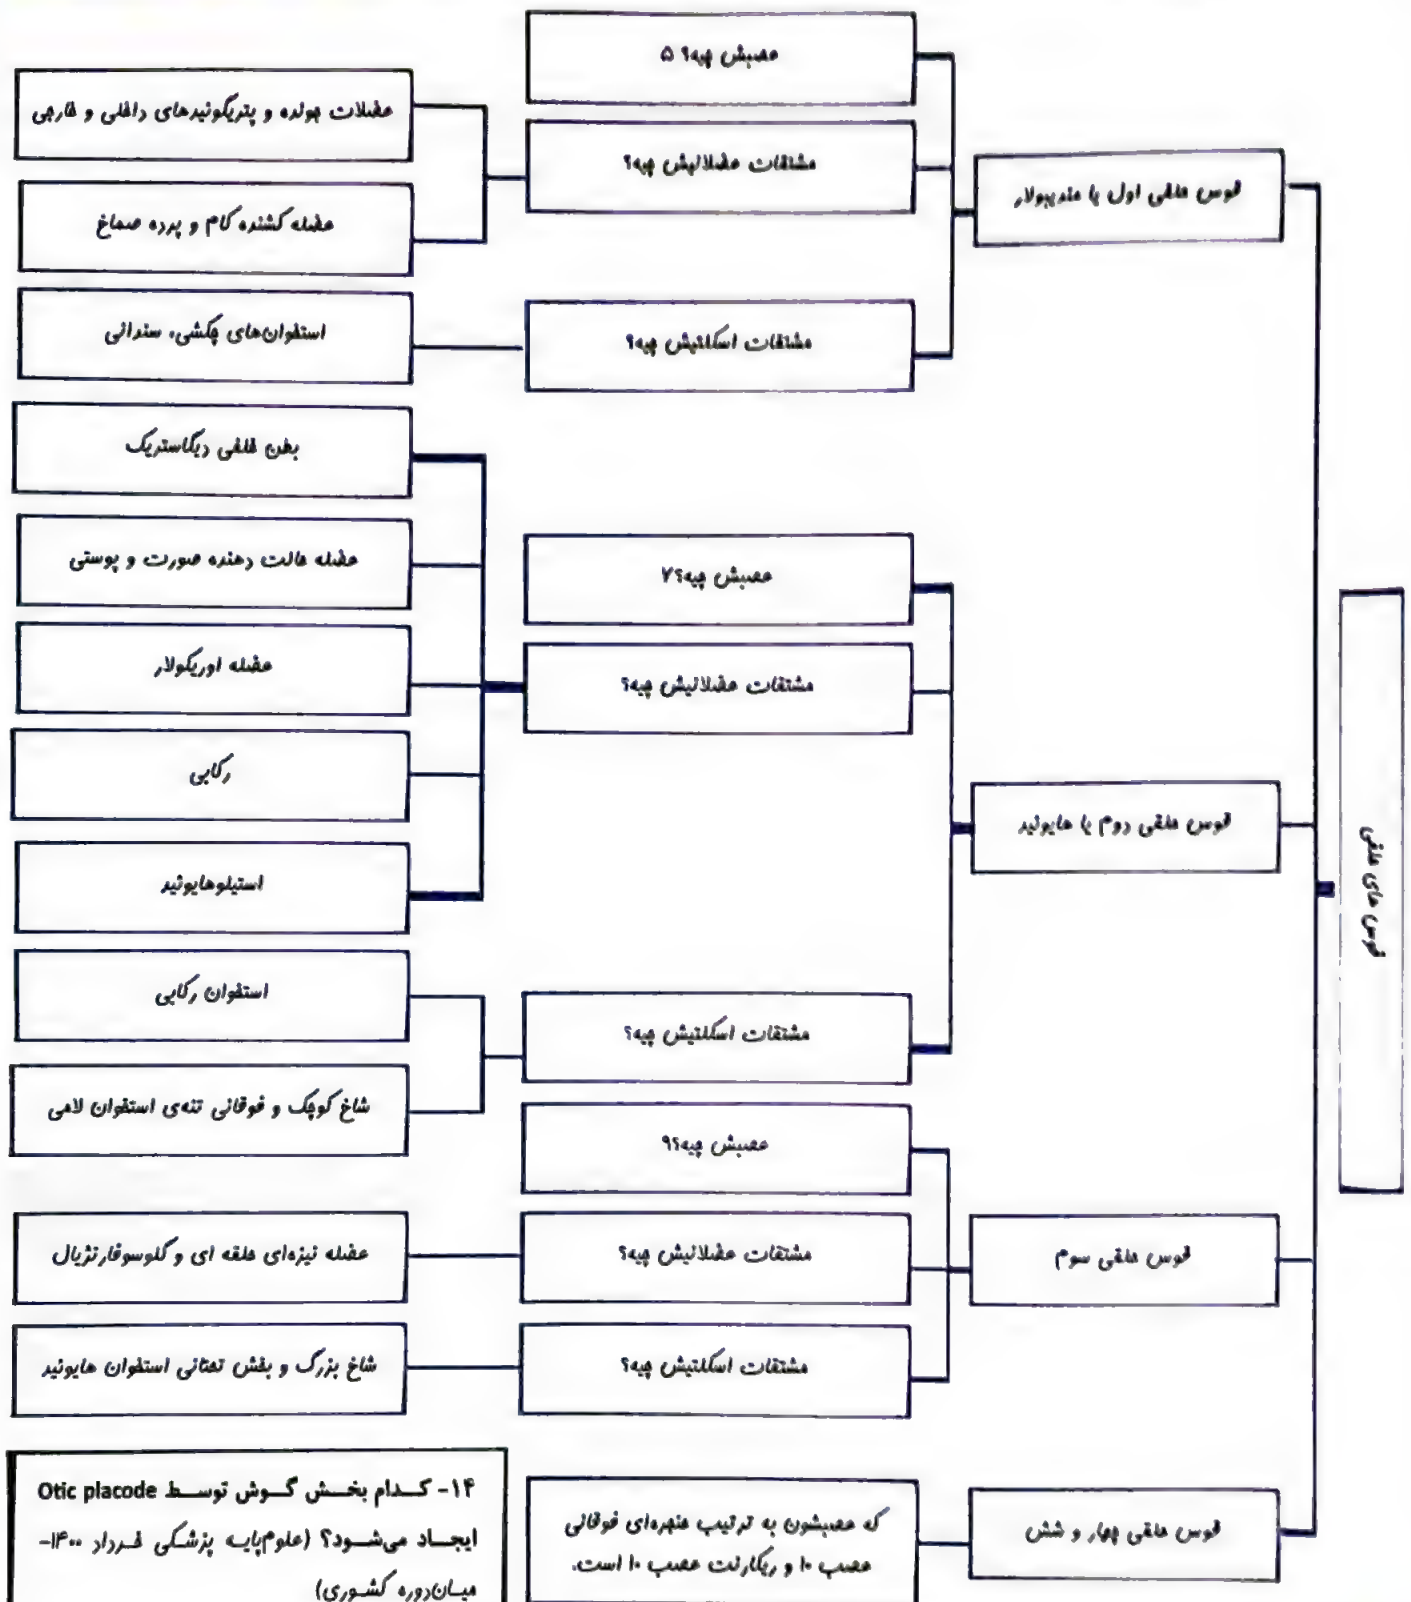 قوس های حلقی
قوس حلقی اول یا مندیبولار
عصبش چیه؟ ۵
مشتقات عضلانیش چیه؟
عضلات جونده و پتریگوئیدهای داخلی و خارجی
عضله کشنده کام و پرده صماخ
مشتقات اسکلتیش چیه؟
استخوان‌های چکشی، سندانی
قوس حلقی دوم یا هایوئید
عصبش چیه؟۷
مشتقات عضلانیش چیه؟
بطن خلفی دیگاستریک
عضله حالت دهنده صورت و پوستی
عضله اوریکولار
رکابی
استیلوهایوئید
مشتقات اسکلتیش چیه؟
استخوان رکابی
شاخ کوچک و فوقانی تنه‌ی استخوان لامی
قوس حلقی سوم
عصبش چیه؟۹
مشتقات عضلانیش چیه؟
عضله نیزه‌ای حلقه ای و گلوسوفارنژیال
مشتقات اسکلتیش چیه؟
شاخ بزرگ و بخش تحتانی استخوان هایوئید
قوس حلقی چهار و شش
که عصبشون به ترتیب حنجره‌ای فوقانی
عصب ۱۰ و ریکارنت عصب ۱۰ است.
۱۴- کدام بخش گوش توسط Otic placode
ایجاد می‌شود؟ (علوم‌پایه پزشکی خرداد ۱۴۰۰-
میان‌دوره کشوری)